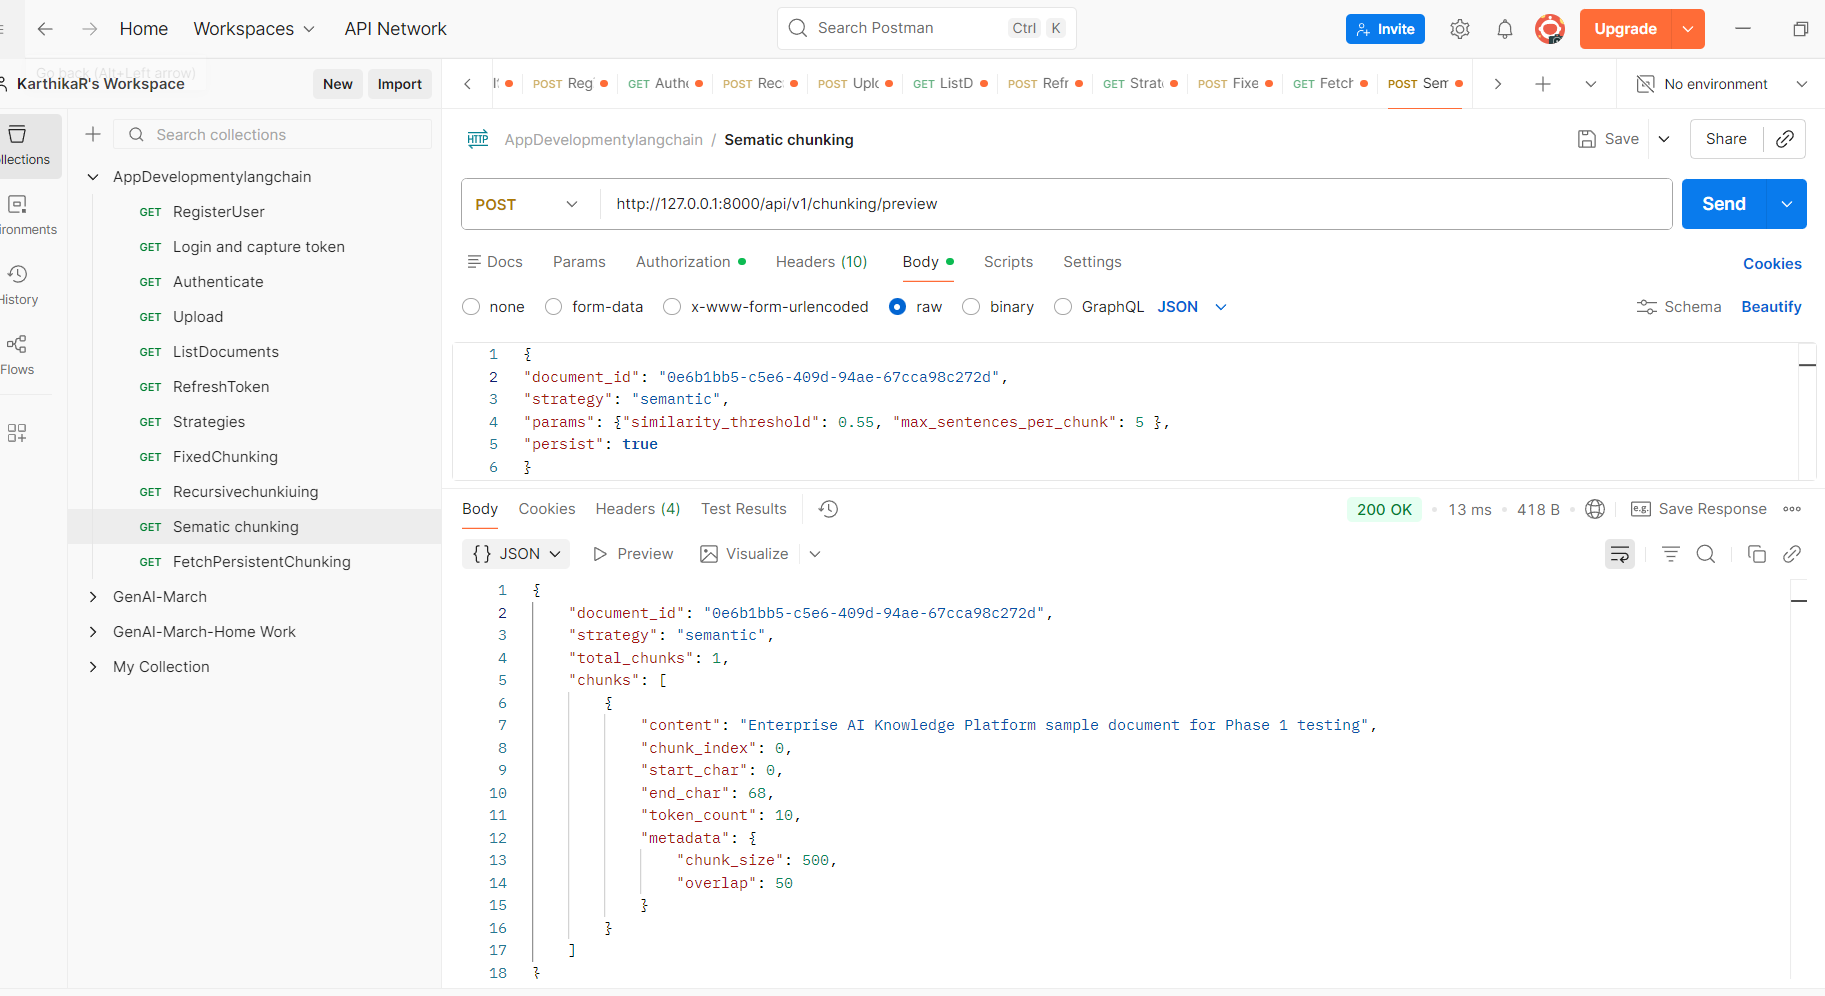 Home Workspaces API Network Search Postman Ctrl K Invite Upgrade
Go back (Alt+Left arrow)
KarthikaR's Workspace New Import
POST Reg GET Auth POST Rec POST Uplo GET ListD POST Refr GET Strat POST Fixe GET Fetch POST Sem No environment
Search collections
HTTP AppDevelopmentylangchain / Sematic chunking Save Share
llections
ironments
History
Flows
AppDevelopmentylangchain
GET RegisterUser
GET Login and capture token
GET Authenticate
GET Upload
GET ListDocuments
GET RefreshToken
GET Strategies
GET FixedChunking
GET Recursivechunkiuing
GET Sematic chunking
GET FetchPersistentChunking
GenAI-March
GenAI-March-Home Work
My Collection
POST http://127.0.0.1:8000/api/v1/chunking/preview Send
Docs Params Authorization Headers (10) Body Scripts Settings Cookies
none form-data x-www-form-urlencoded raw binary GraphQL JSON Schema Beautify
1 {
2 "document_id": "0e6b1bb5-c5e6-409d-94ae-67cca98c272d",
3 "strategy": "semantic",
4 "params": {"similarity_threshold": 0.55, "max_sentences_per_chunk": 5 },
5 "persist": true
6 }
Body Cookies Headers (4) Test Results 200 OK 13 ms 418 B e.g. Save Response
{} JSON Preview Visualize
1 {
2 "document_id": "0e6b1bb5-c5e6-409d-94ae-67cca98c272d",
3 "strategy": "semantic",
4 "total_chunks": 1,
5 "chunks": [
6 {
7 "content": "Enterprise AI Knowledge Platform sample document for Phase 1 testing",
8 "chunk_index": 0,
9 "start_char": 0,
10 "end_char": 68,
11 "token_count": 10,
12 "metadata": {
13 "chunk_size": 500,
14 "overlap": 50
15 }
16 }
17 ]
18 }